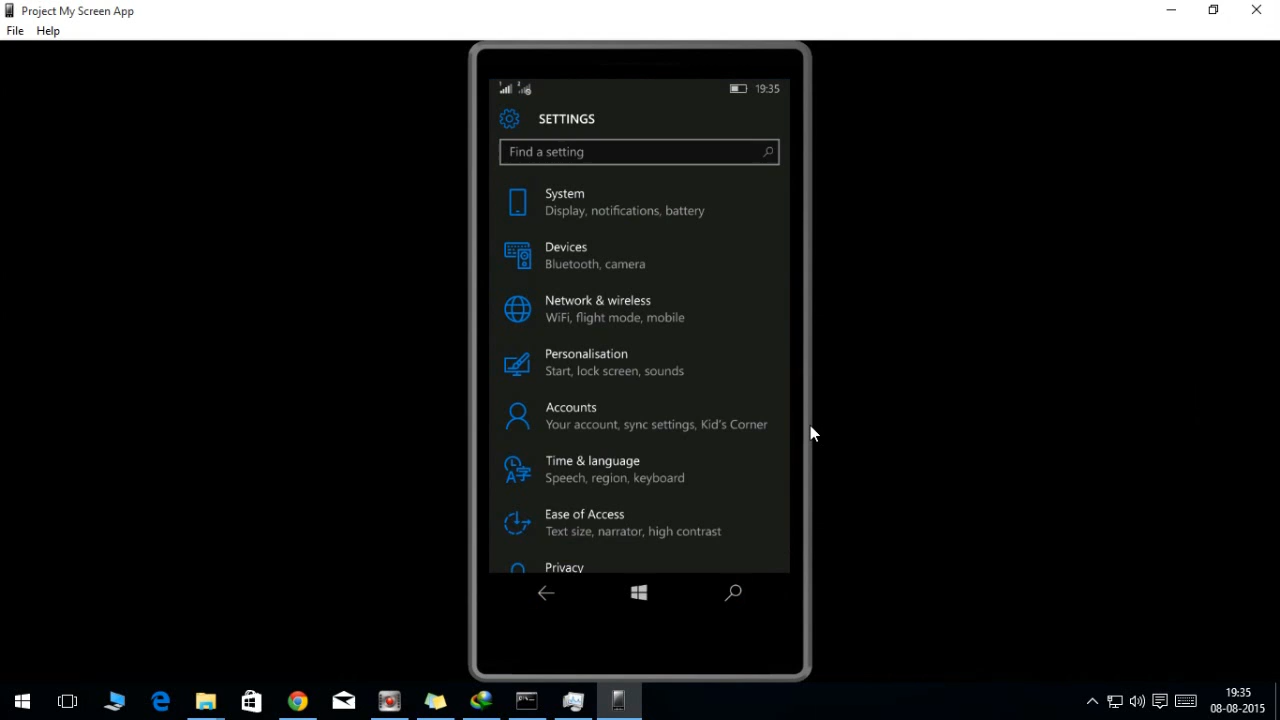 Project My Screen App
File Help
19:35
SETTINGS
Find a setting
System
Display, notifications, battery
Devices
Bluetooth, camera
Network & wireless
WiFi, flight mode, mobile
Personalisation
Start, lock screen, sounds
Accounts
Your account, sync settings, Kid's Corner
Time & language
Speech, region, keyboard
Ease of Access
Text size, narrator, high contrast
Privacy
19:35
08-08-2015